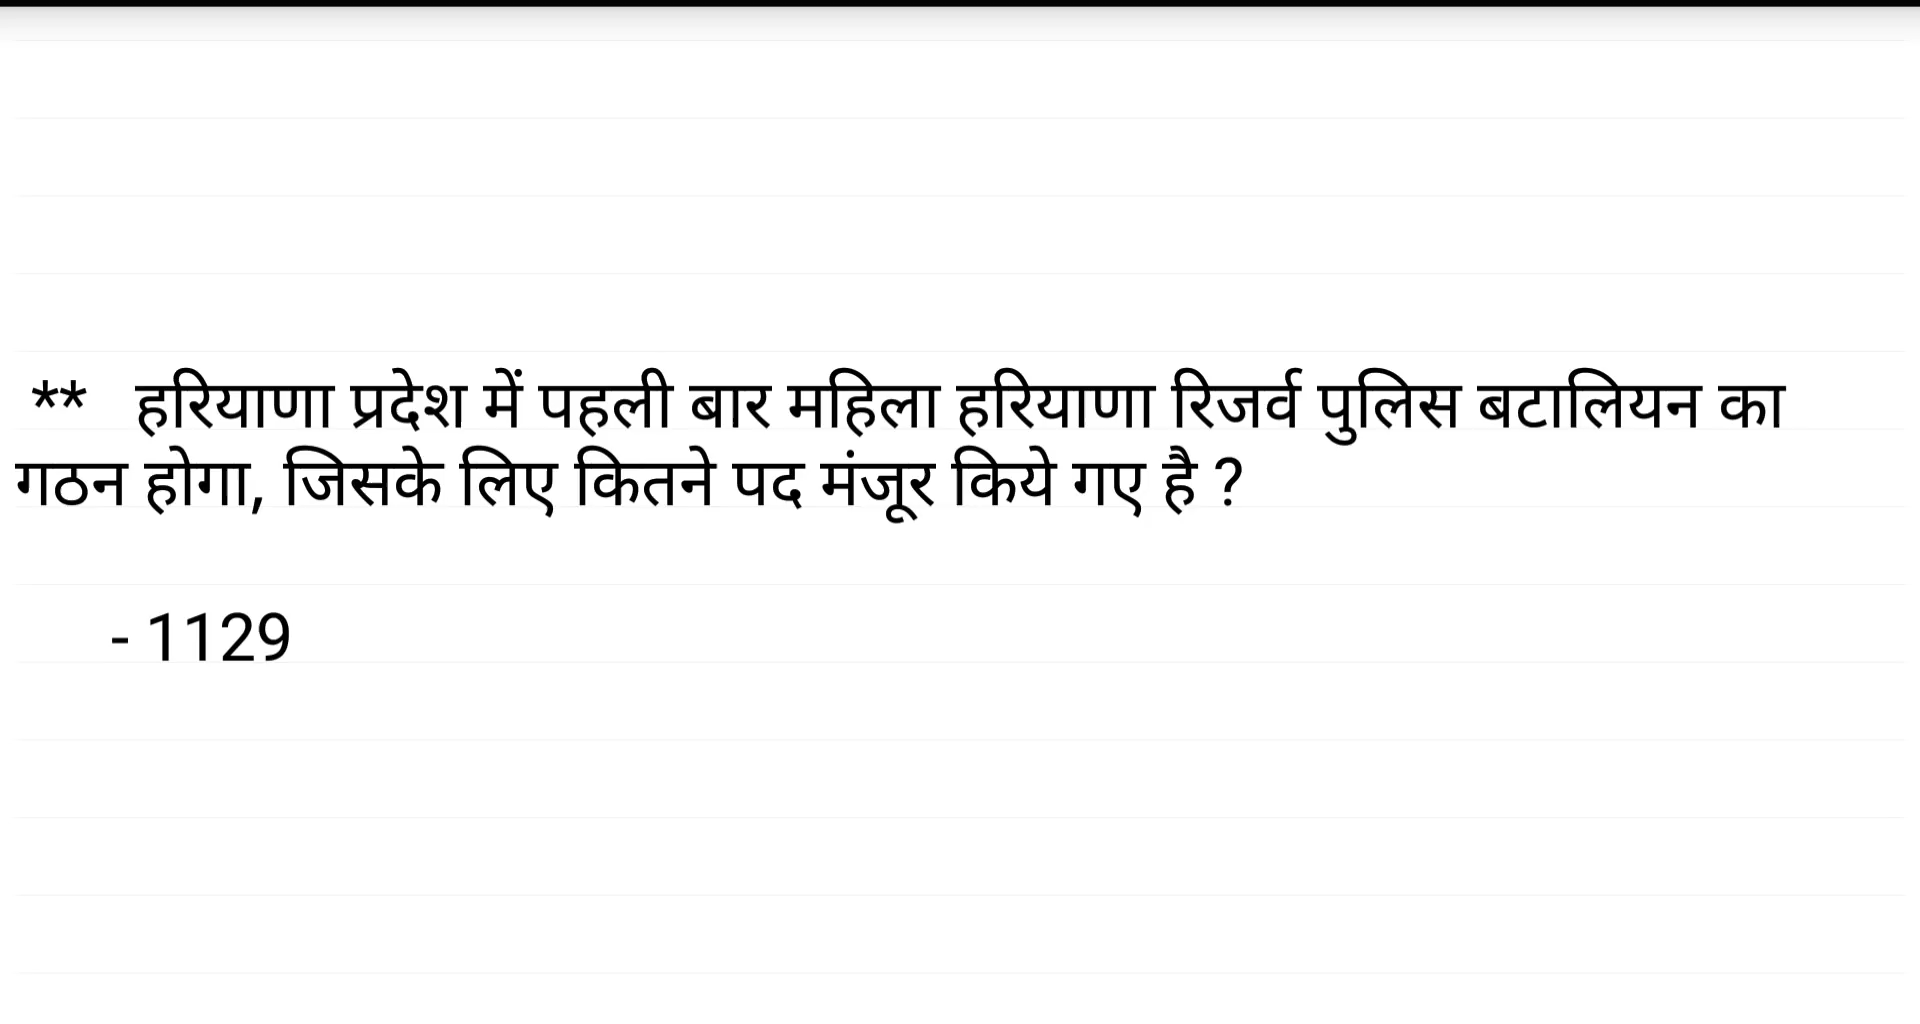 ** हरियाणा प्रदेश में पहली बार महिला हरियाणा रिजर्व पुलिस बटालियन का
गठन होगा, जिसके लिए कितने पद मंजूर किये गए है ?
- 1129